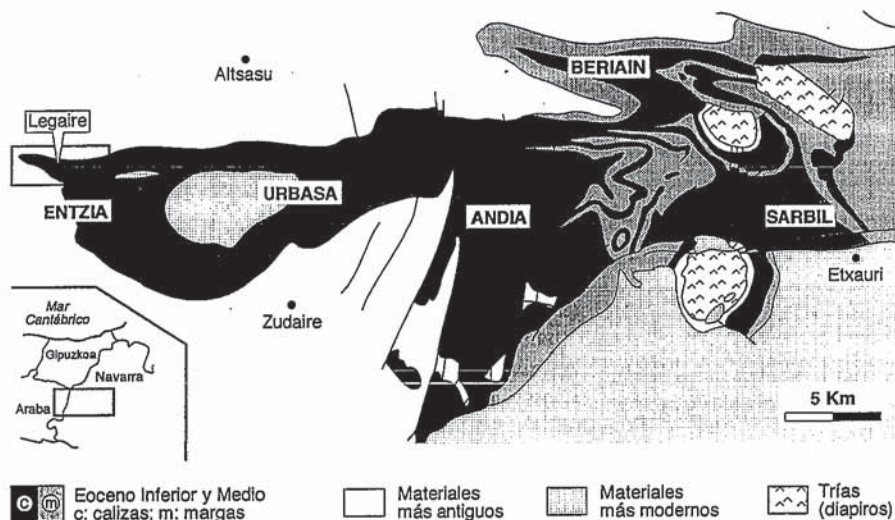 Altsasu
BERIAIN
Legaire
ENTZIA
URBASA
ANDIA
SARBIL
Etxauri
Zudaire
Mar
Cantábrico
Gipuzkoa
Navarra
Araba
5 Km
c m Eoceno Inferior y Medio
c: calizas; m: margas
Materiales
más antiguos
Materiales
más modernos
Trías
(diapiros)